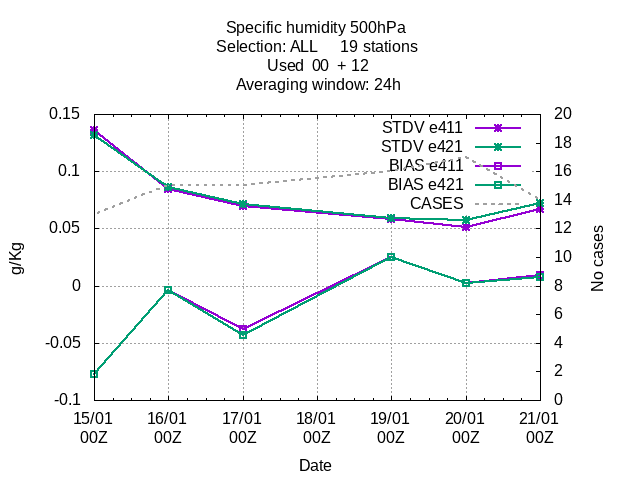 Specific humidity 500hPa
Selection: ALL     19 stations
Used  00  + 12
Averaging window: 24h
0.15
0.1
0.05
0
-0.05
-0.1
20
18
16
14
12
10
8
6
4
2
0
STDV e411
STDV e421
BIAS e411
BIAS e421
CASES
g/Kg
No cases
15/01 16/01 17/01 18/01 19/01 20/01 21/01
00Z 00Z 00Z 00Z 00Z 00Z 00Z
Date